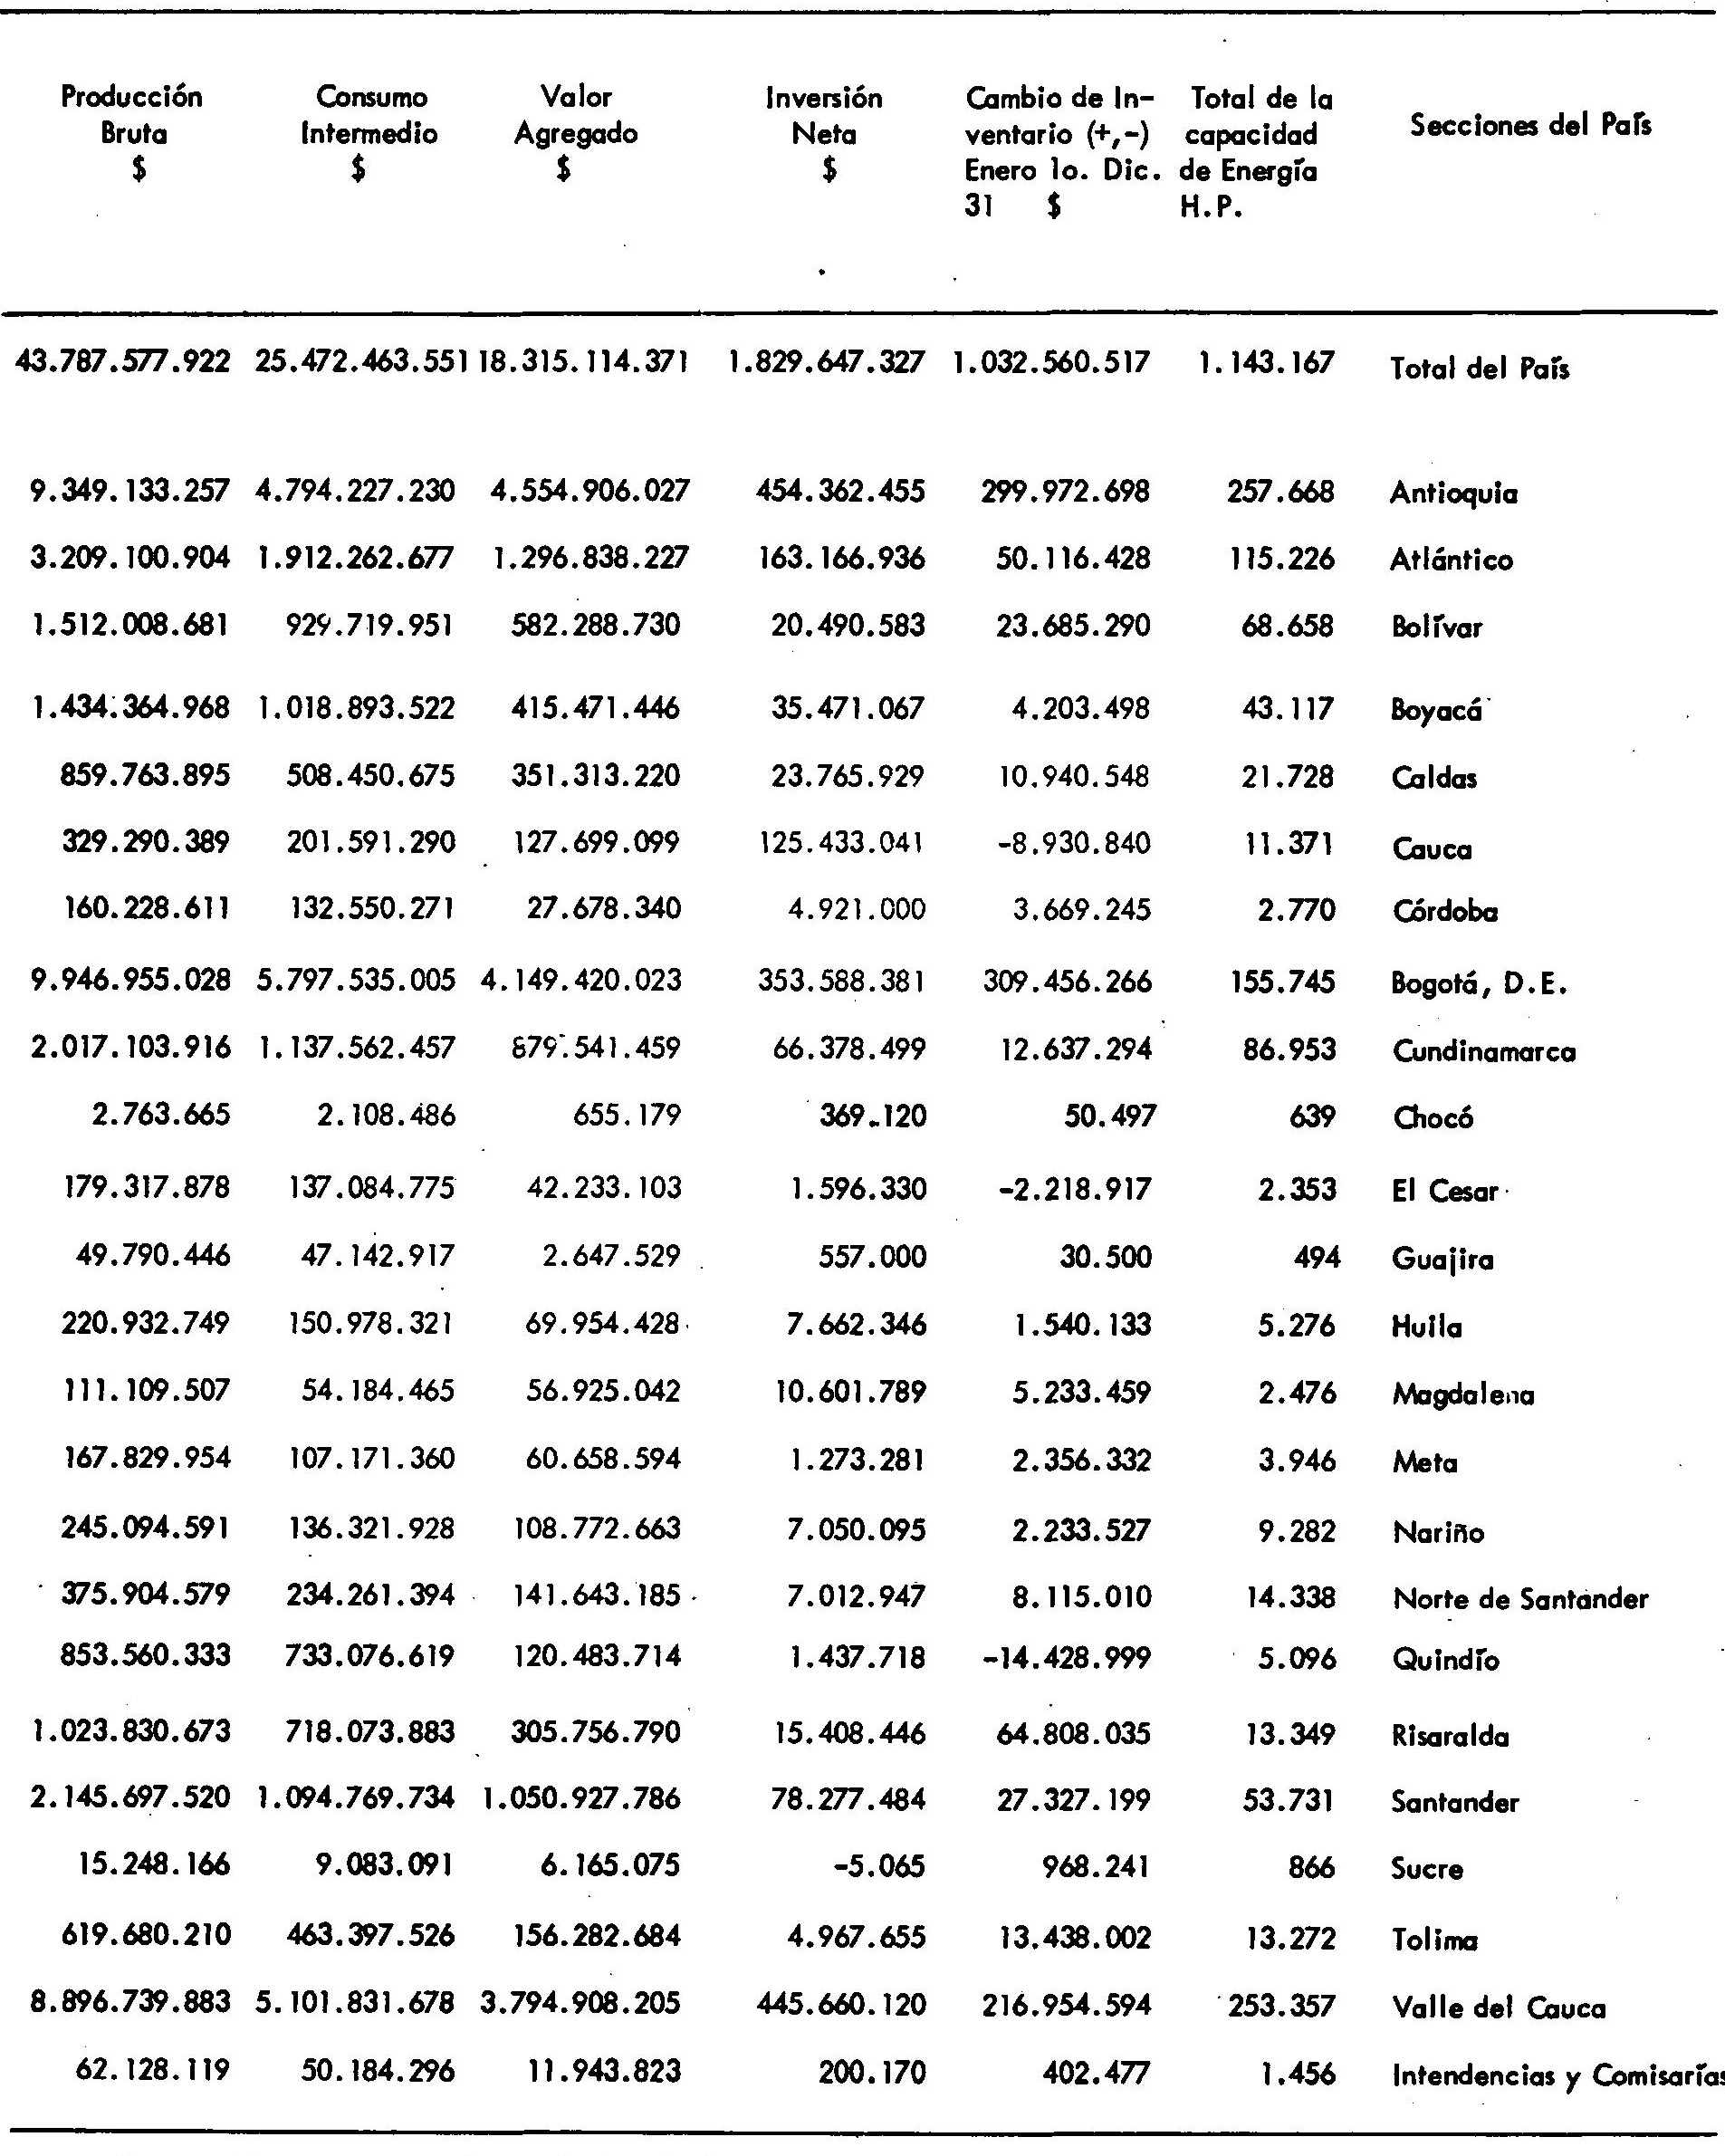 Producción Consumo Valor Inversión Cambio de In- Total de la
Bruta Intermedio Agregado Neta ventario (+,-) capacidad Secciones del País
$ $ $ $ Enero 1o. Dic. de Energía
31 $ H.P.
43.787.577.922 25.472.463.551 18.315.114.371 1.829.647.327 1.032.560.517 1.143.167 Total del País
9.349.133.257 4.794.227.230 4.554.906.027 454.362.455 299.972.698 257.668 Antioquia
3.209.100.904 1.912.262.677 1.296.838.227 163.166.936 50.116.428 115.226 Atlántico
1.512.008.681 929.719.951 582.288.730 20.490.583 23.685.290 68.658 Bolívar
1.434.364.968 1.018.893.522 415.471.446 35.471.067 4.203.498 43.117 Boyacá
859.763.895 508.450.675 351.313.220 23.765.929 10.940.548 21.728 Caldas
329.290.389 201.591.290 127.699.099 125.433.041 -8.930.840 11.371 Cauca
160.228.611 132.550.271 27.678.340 4.921.000 3.669.245 2.770 Córdoba
9.946.955.028 5.797.535.005 4.149.420.023 353.588.381 309.456.266 155.745 Bogotá, D.E.
2.017.103.916 1.137.562.457 879.541.459 66.378.499 12.637.294 86.953 Cundinamarca
2.763.665 2.108.486 655.179 369.120 50.497 639 Chocó
179.317.878 137.084.775 42.233.103 1.596.330 -2.218.917 2.353 El Cesar
49.790.446 47.142.917 2.647.529 557.000 30.500 494 Guajira
220.932.749 150.978.321 69.954.428 7.662.346 1.540.133 5.276 Huila
111.109.507 54.184.465 56.925.042 10.601.789 5.233.459 2.476 Magdalena
167.829.954 107.171.360 60.658.594 1.273.281 2.356.332 3.946 Meta
245.094.591 136.321.928 108.772.663 7.050.095 2.233.527 9.282 Nariño
375.904.579 234.261.394 141.643.185 7.012.947 8.115.010 14.338 Norte de Santander
853.560.333 733.076.619 120.483.714 1.437.718 -14.428.999 5.096 Quindío
1.023.830.673 718.073.883 305.756.790 15.408.446 64.808.035 13.349 Risaralda
2.145.697.520 1.094.769.734 1.050.927.786 78.277.484 27.327.199 53.731 Santander
15.248.166 9.083.091 6.165.075 -5.065 968.241 866 Sucre
619.680.210 463.397.526 156.282.684 4.967.655 13.438.002 13.272 Tolima
8.896.739.883 5.101.831.678 3.794.908.205 445.660.120 216.954.594 253.357 Valle del Cauca
62.128.119 50.184.296 11.943.823 200.170 402.477 1.456 Intendencias y Comisarías